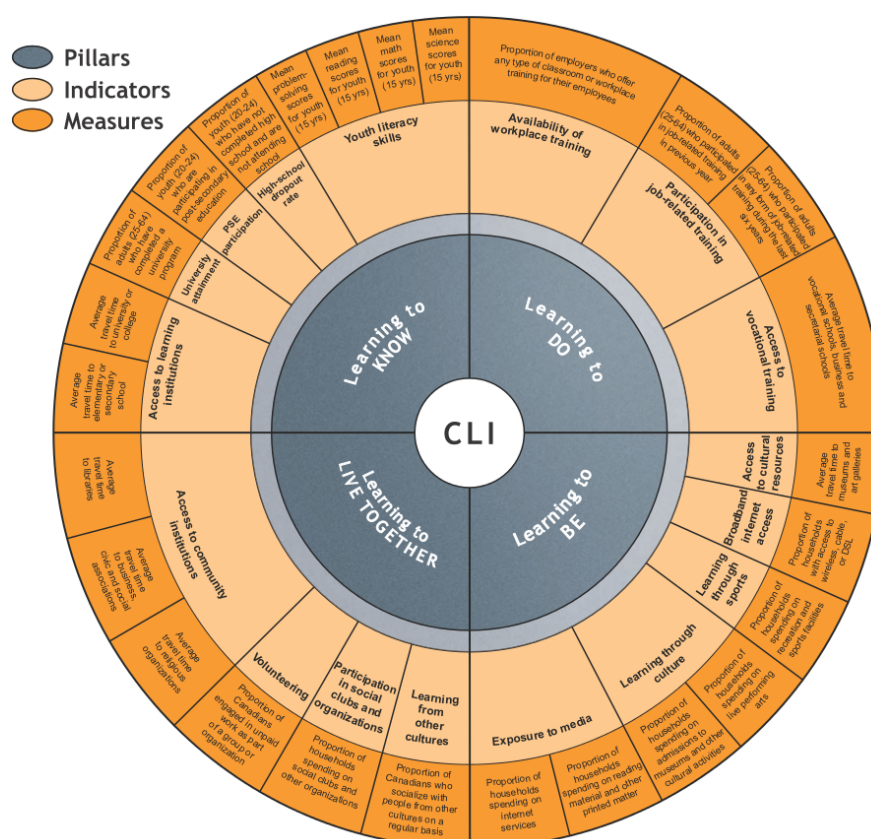 Pillars
Indicators
Measures
CLI
Learning to
KNOW
Learning to
DO
Learning to
BE
Learning to
LIVE TOGETHER
Youth literacy
skills
High-school dropout
rate
PSE
participation
University
attainment
Access to learning
institutions
Availability of
workplace training
Participation in
job-related training
Access to
vocational training
Access
to cultural
resources
Broadband
internet
access
Learning
through
sports
Learning through
culture
Exposure to media
Learning
from
other
cultures
Participation
in social
clubs and
organizations
Volunteering
Access to community
institutions
Mean
science
scores
for youth
(15 yrs)
Mean
math
scores
for youth
(15 yrs)
Mean
reading
scores
for youth
(15 yrs)
Mean
problem-
solving
scores
for youth
(15 yrs)
Proportion of
youth (20-24)
who have not
completed high
school and are
not attending
school
Proportion of
youth (20-24)
who are
participating in
post-secondary
education
Proportion of
adults (25-64)
who have
completed a
university
program
Average
travel time
to university or
college
Average
travel time to
elementary or
secondary
school
Proportion of employers who offer
any type of classroom or workplace
training for their employees
Proportion of adults
(25-64) who participated
in job-related training
in previous year
Proportion of adults
(25-64) who participated
in any form of job-related
training during the last
six years
Average travel time to
vocational schools, business and
secretarial schools
Average
travel time to
museums and
art galleries
Proportion of
households
with access to
wireless, cable,
or DSL
Proportion of
households
spending on
recreation and
sports facilities
Proportion of
households
spending on
live performing
arts
Proportion of
households
spending on
admissions to
museums and other
cultural activities
Proportion of
households
spending on reading
material and other
printed matter
Proportion of
households
spending on internet
services
Proportion of
Canadians who
socialize with
people from other
cultures on a
regular basis
Proportion of
households
spending on
social clubs and
other organizations
Proportion of
Canadians
engaged in unpaid
work as part
of a group or
organization
Average
travel time
to religious
organizations
Average
travel time
to business,
civic and social
associations
Average
travel time
to libraries